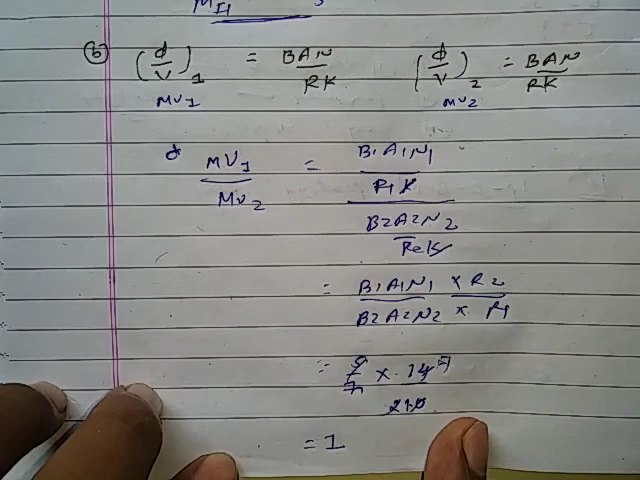 (b) (ϕ/V)₁ = BAN/RK (ϕ/V)₂ = BAN/RK
MV₁ MV₂
MV₁/MV₂ = B₁A₁N₁
R₁K
B₂A₂N₂
R₂K
= B₁A₁N₁ × R₂
B₂A₂N₂ × R₁
= 1